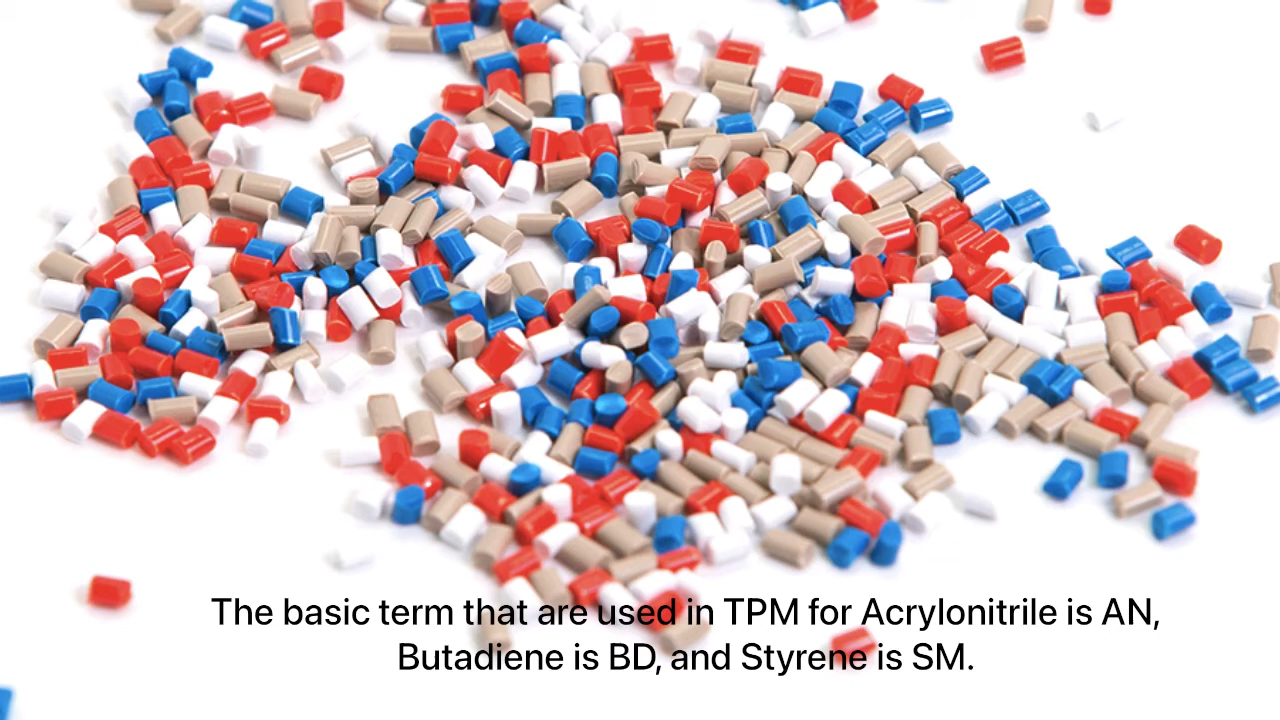 The basic term that are used in TPM for Acrylonitrile is AN,
Butadiene is BD, and Styrene is SM.